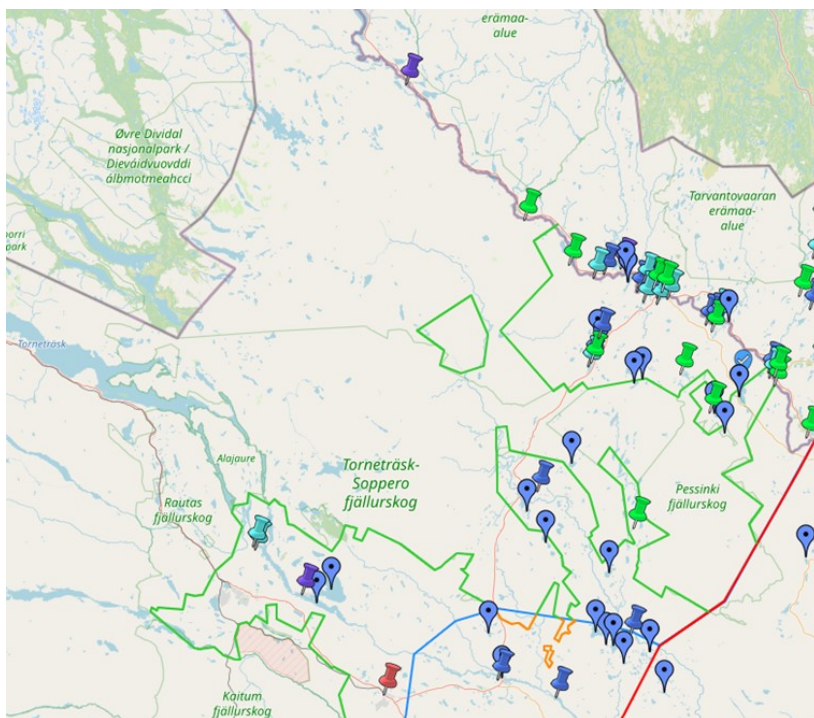 erämaa-
alue
Øvre Dividal
nasjonalpark /
Dieváidvuovddi
álbmotmeahcci
Tarvantovaaran
erämaa-
alue
orri
park
Torneträsk
Alajaure
Torneträsk-
Soppero
fjällurskog
Rautas
fjällurskog
Pessinki
fjällurskog
Kaitum
fjällurskog